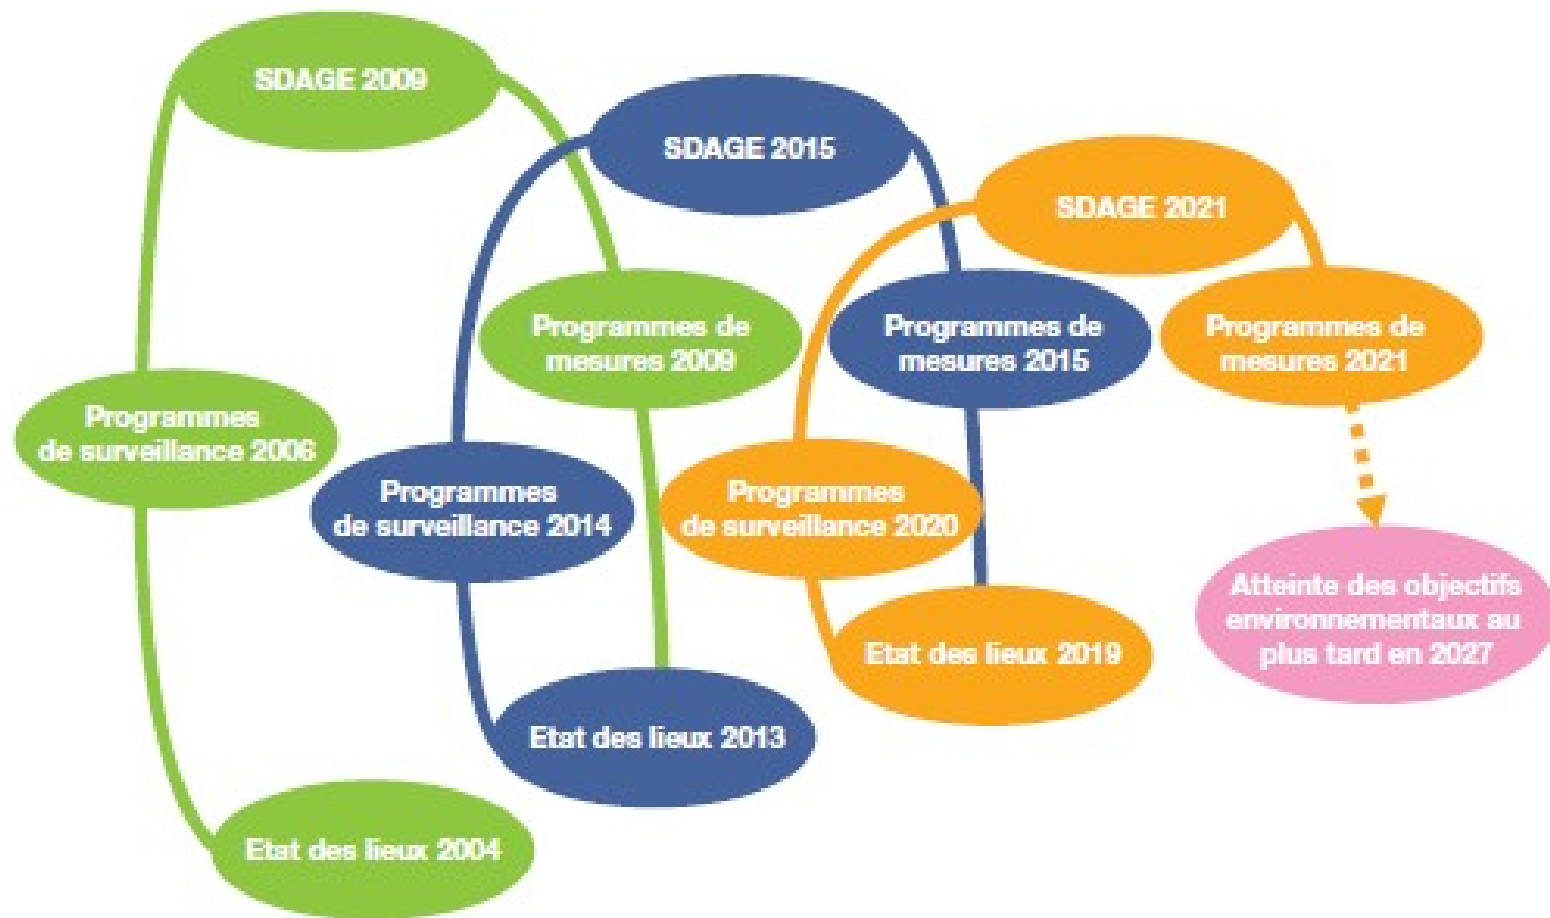 SDAGE 2009
SDAGE 2015
SDAGE 2021
Programmes de
mesures 2009
Programmes de
mesures 2015
Programmes de
mesures 2021
Programmes
de surveillance 2006
Programmes
de surveillance 2014
Programmes
de surveillance 2020
Atteinte des objectifs
environnementaux au
plus tard en 2027
Etat des lieux 2019
Etat des lieux 2013
Etat des lieux 2004